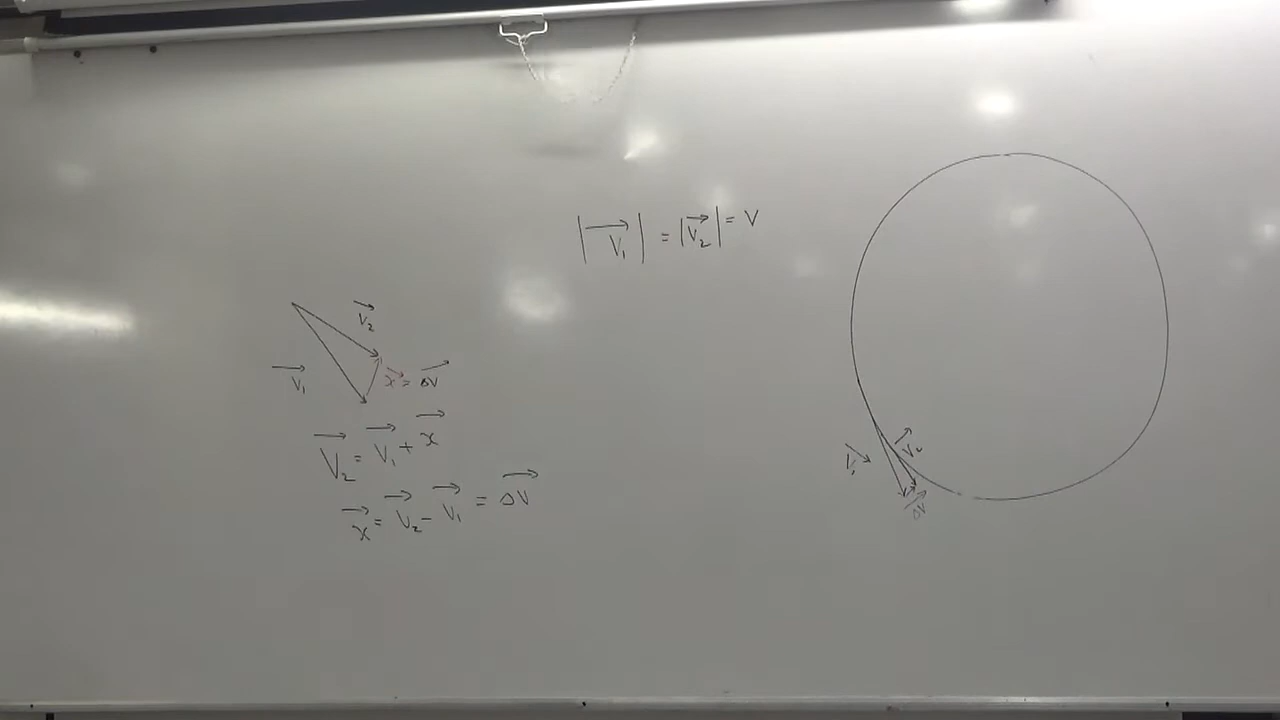 |V₁| = |V₂| = V
V₂
V₁
x = ΔV
V₂ = V₁ + x
x = V₂ - V₁ = ΔV
V₁
V₂
ΔV